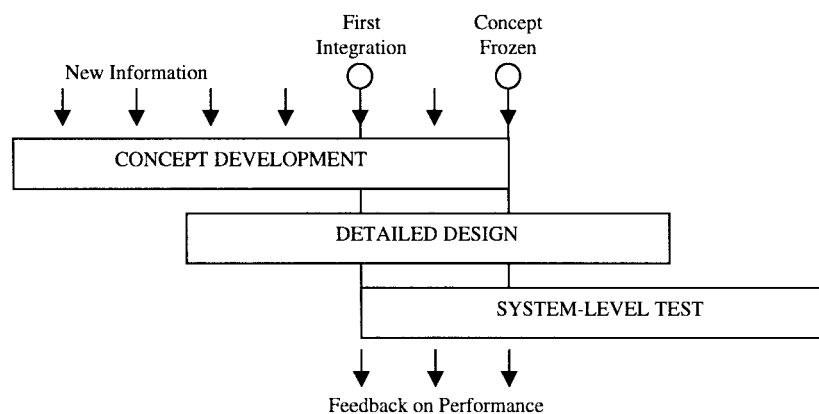 First
Integration
Concept
Frozen
New Information
CONCEPT DEVELOPMENT
DETAILED DESIGN
SYSTEM-LEVEL TEST
Feedback on Performance